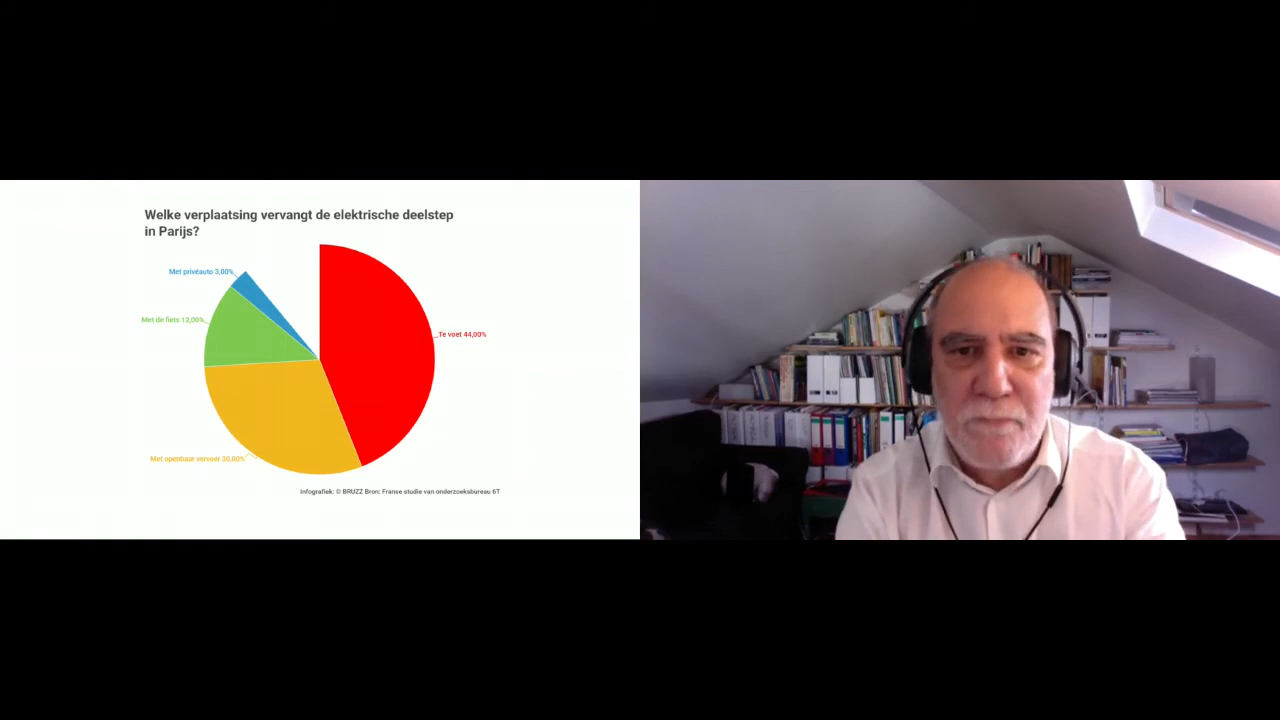 Welke verplaatsing vervangt de elektrische deelstep
in Parijs?
Met privéauto 3,00%
Met de fiets 12,00%
Te voet 44,00%
Met openbaar vervoer 30,00%
Infografiek: © BRUZZ Bron: Franse studie van onderzoeksbureau 6T